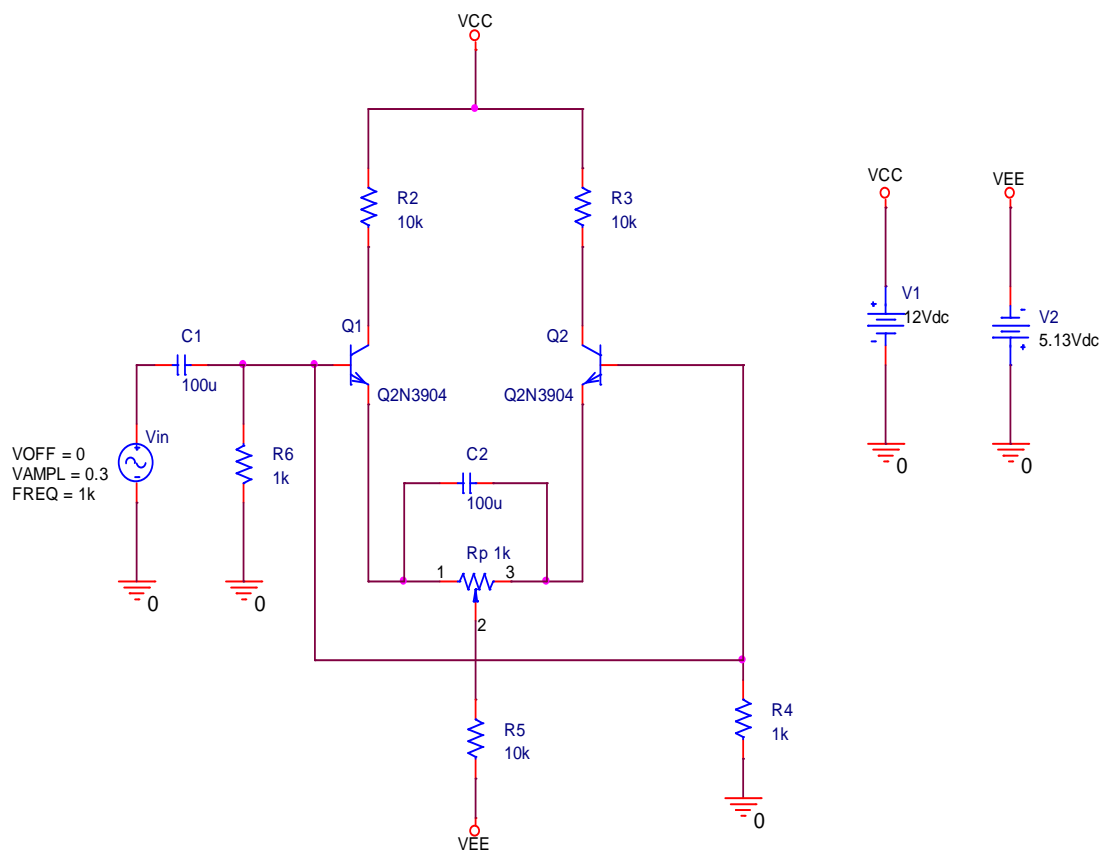 VCC
R2
10k
R3
10k
VCC
VEE
V1
12Vdc
V2
5.13Vdc
0
0
Q1
Q2
C1
100u
Q2N3904
Q2N3904
Vin
VOFF = 0
VAMPL = 0.3
FREQ = 1k
R6
1k
C2
100u
Rp 1k
1
3
2
0
0
R4
1k
R5
10k
0
VEE
+
-
-
+
+
-